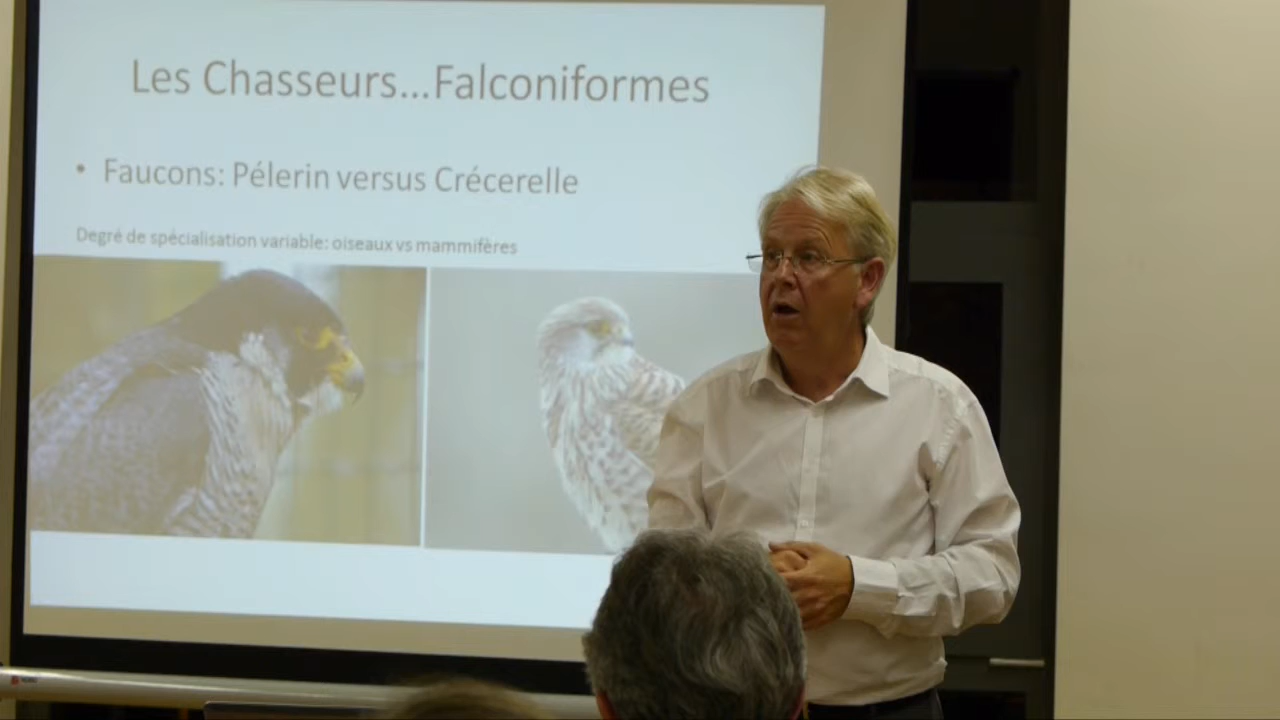 Les Chasseurs...Falconiformes
• Faucons: Pélerin versus Crécerelle
Degré de spécialisation variable: oiseaux vs mammifères